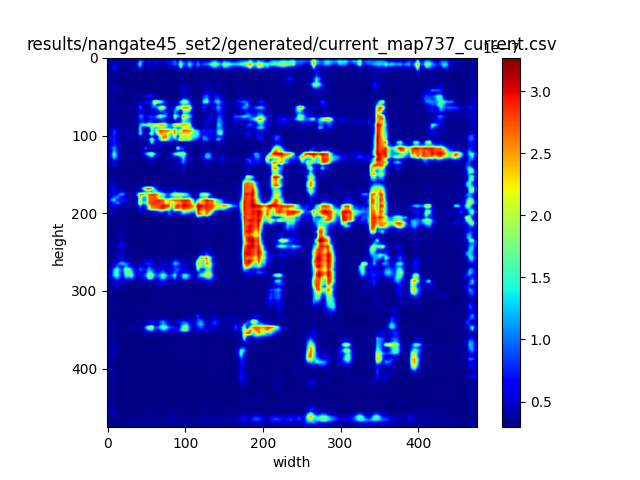 results/nangate45_set2/generated/current_map737_current.csv
1e−7
0
100
200
300
400
height
0 100 200 300 400
width
3.0
2.5
2.0
1.5
1.0
0.5